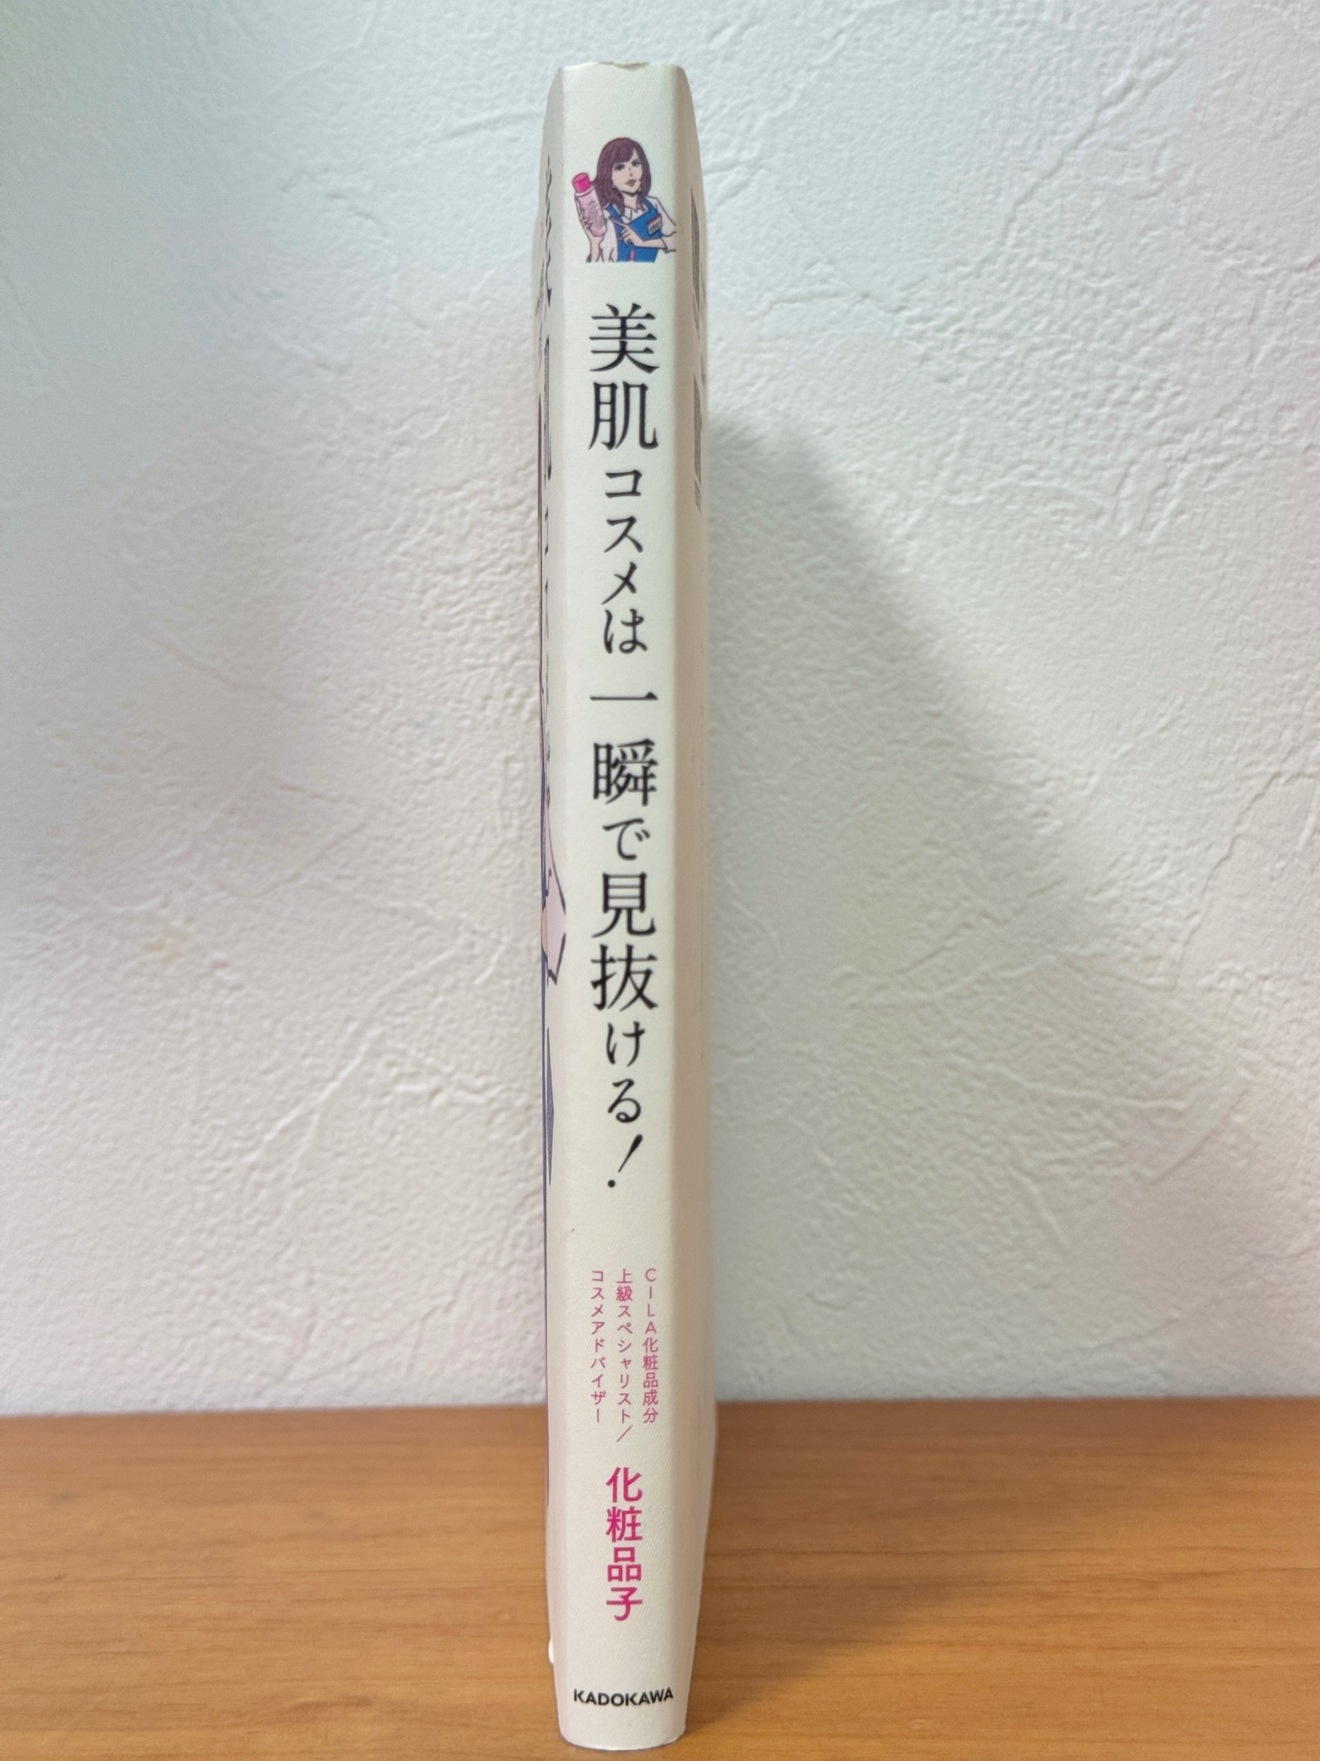 美肌コスメは一瞬で見抜ける!
CILA化粧品成分
上級スペシャリスト/
コスメアドバイザー
化粧品子
KADOKAWA